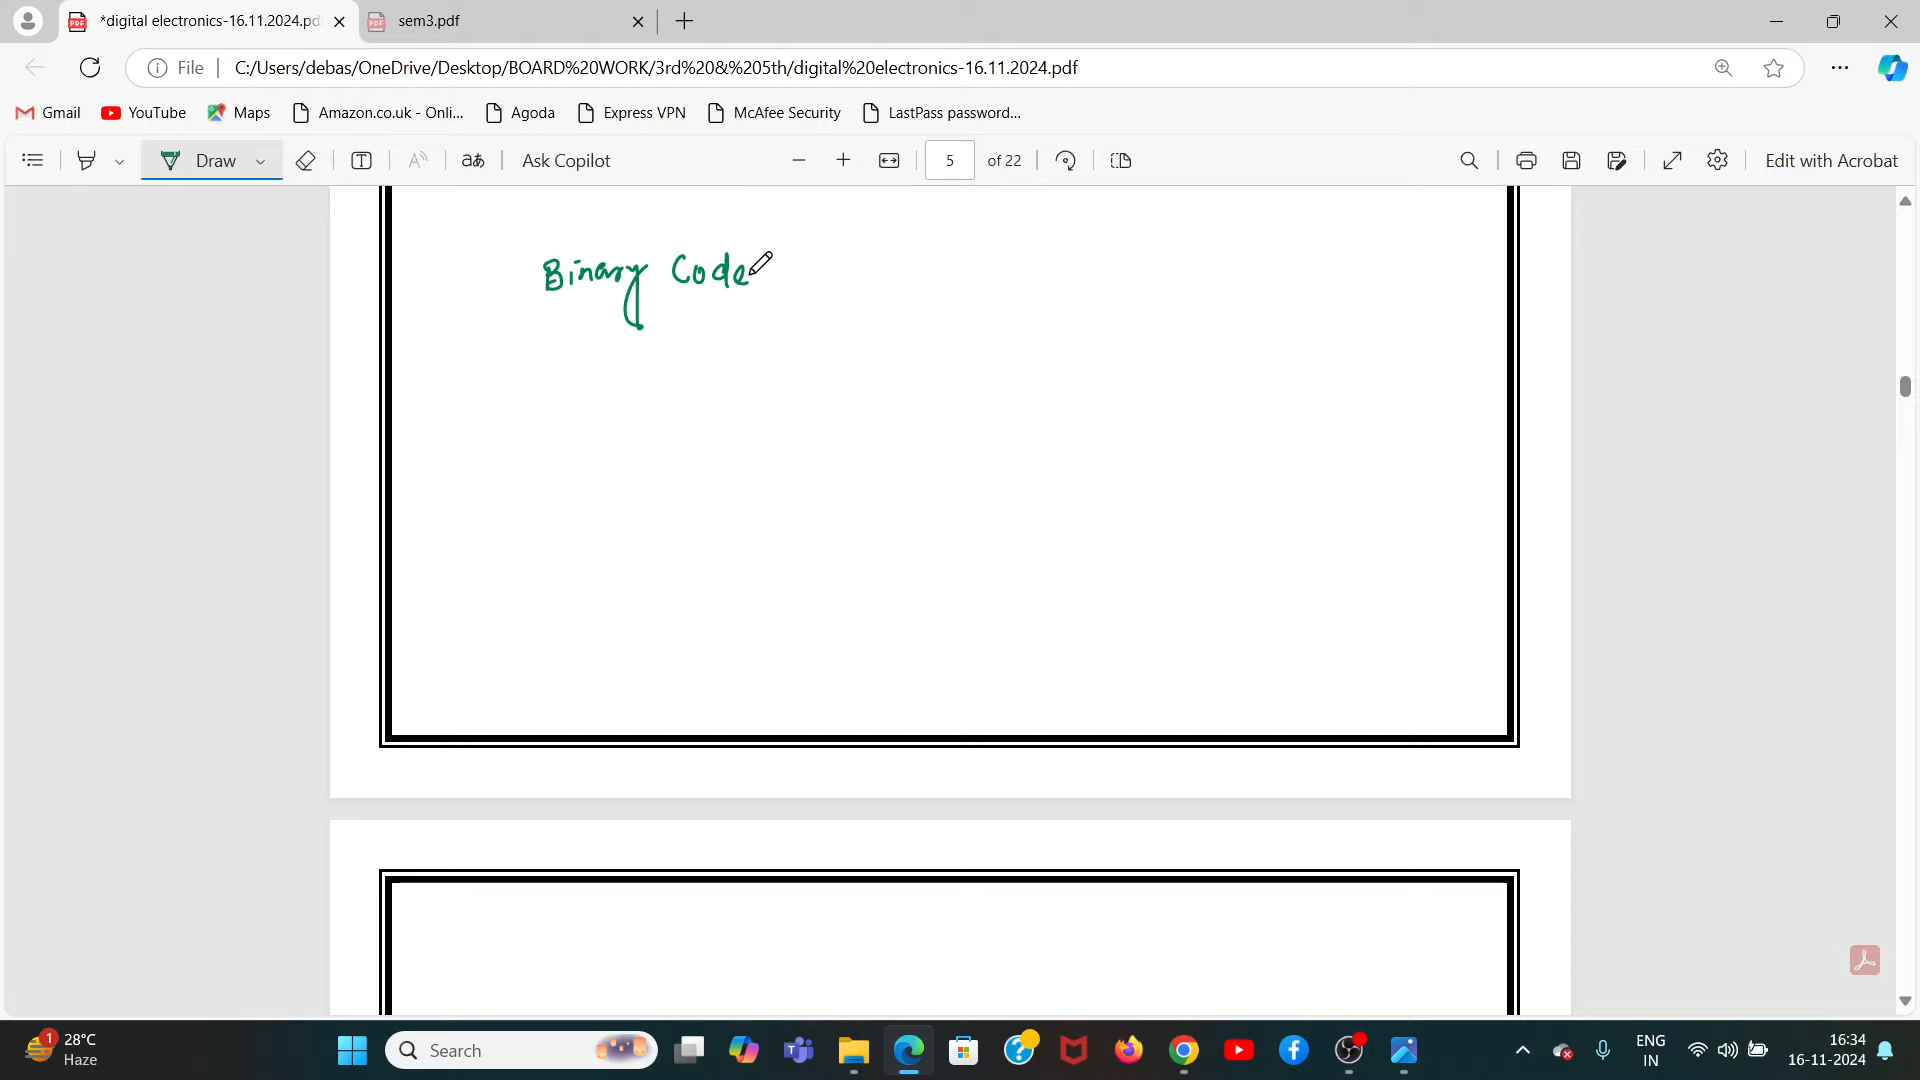 *digital electronics-16.11.2024.pd
sem3.pdf
File
C:/Users/debas/OneDrive/Desktop/BOARD%20WORK/3rd%20&%205th/digital%20electronics-16.11.2024.pdf
Gmail
YouTube
Maps
Amazon.co.uk - Onli...
Agoda
Express VPN
McAfee Security
LastPass password...
Draw
Ask Copilot
5
of 22
Edit with Acrobat
Binary Code
1
28°C
Haze
Search
ENG
IN
16:34
16-11-2024